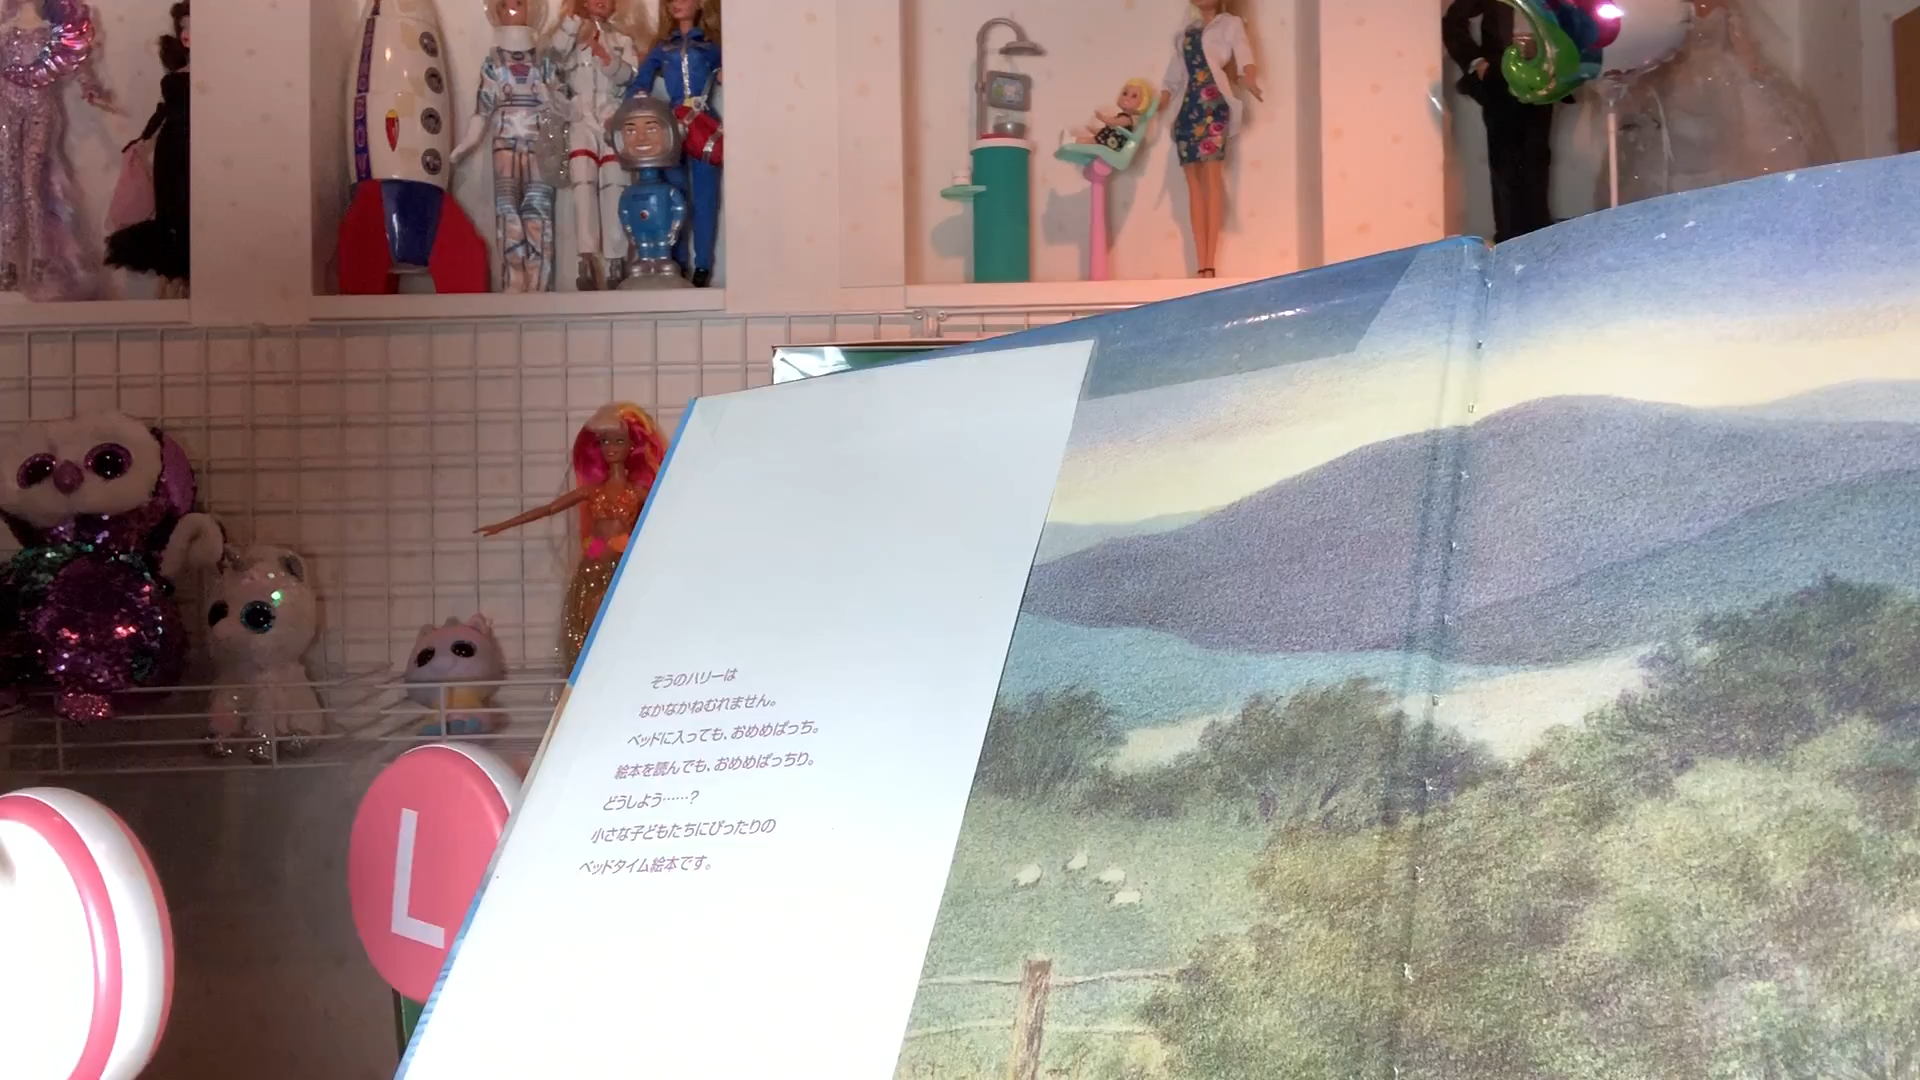 ぞうのハリーは
なかなかねむれません。
ベッドに入っても、おめめぱっち。
絵本を読んでも、おめめぱっちり。
どうしよう……?
小さな子どもたちにぴったりの
ベッドタイム絵本です。
L